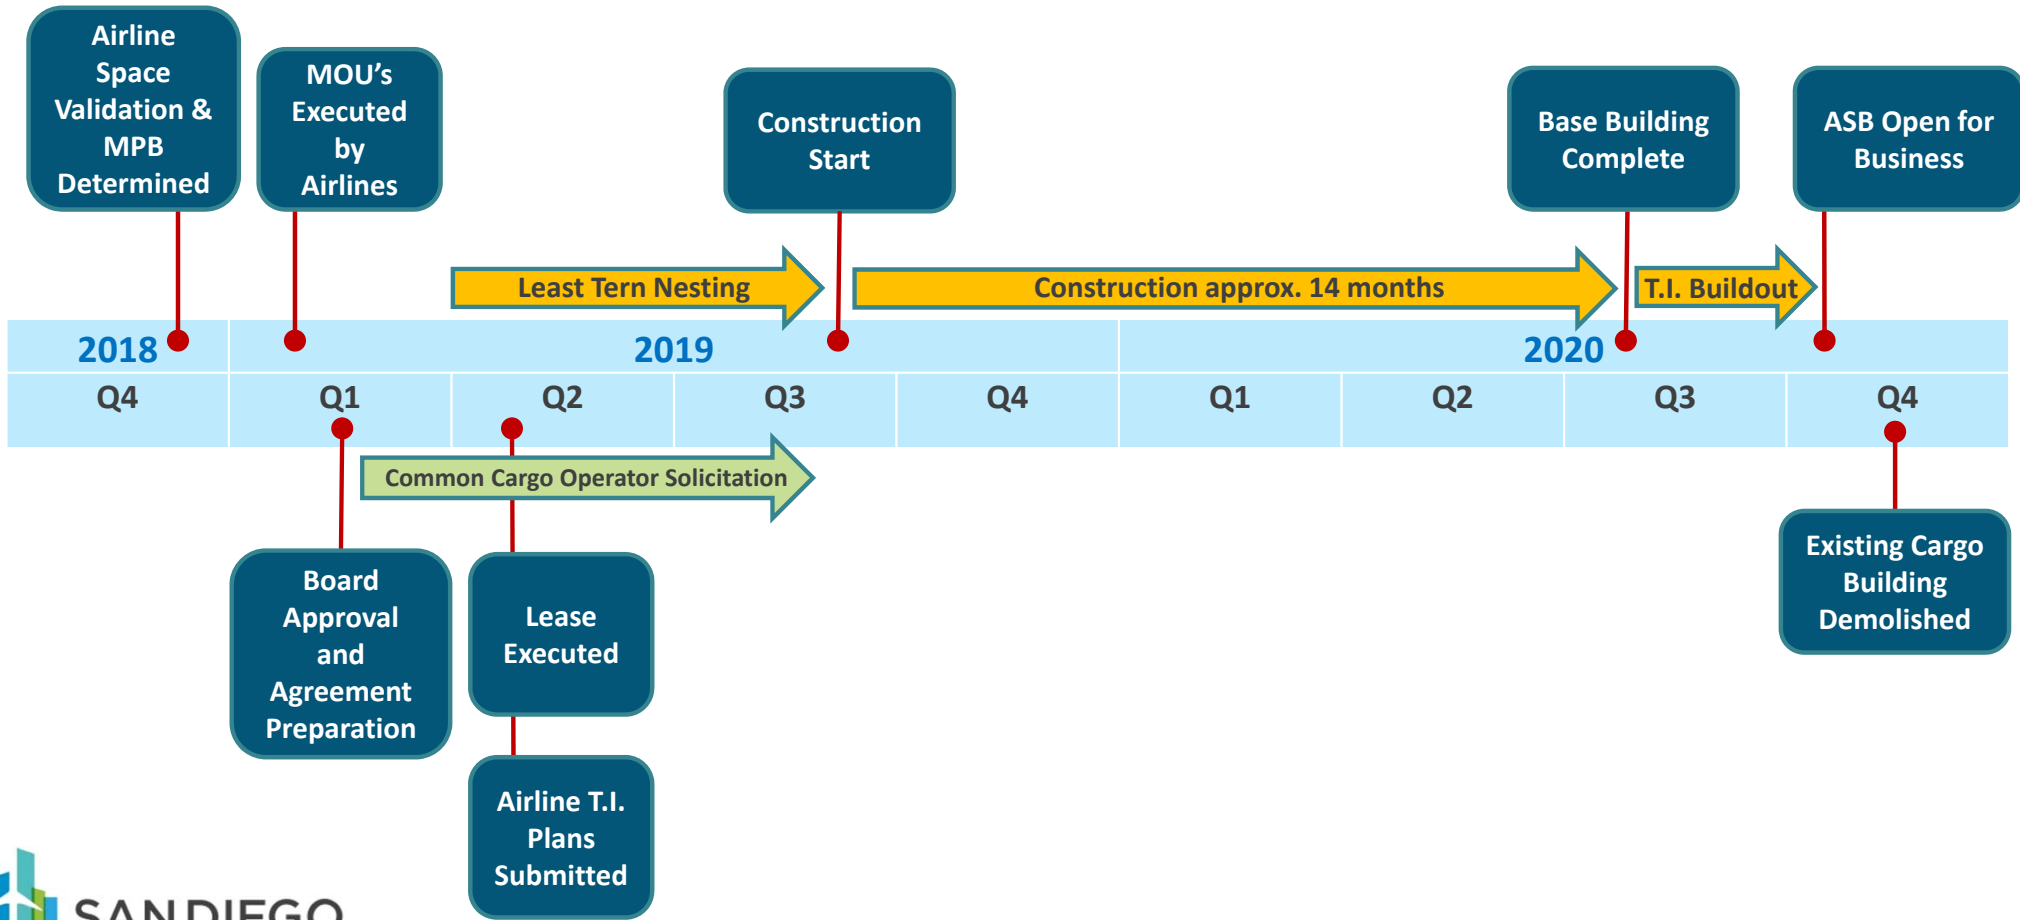 Airline
Space
Validation &
MPB
Determined
MOU's
Executed
by
Airlines
Construction
Start
Base Building
Complete
ASB Open for
Business
Least Tern Nesting
Construction approx. 14 months
T.I. Buildout
2018
2019
2020
Q4
Q1
Q2
Q3
Q4
Q1
Q2
Q3
Q4
Common Cargo Operator Solicitation
Board
Approval
and
Agreement
Preparation
Lease
Executed
Existing Cargo
Building
Demolished
Airline T.I.
Plans
Submitted
SAN DIEGO